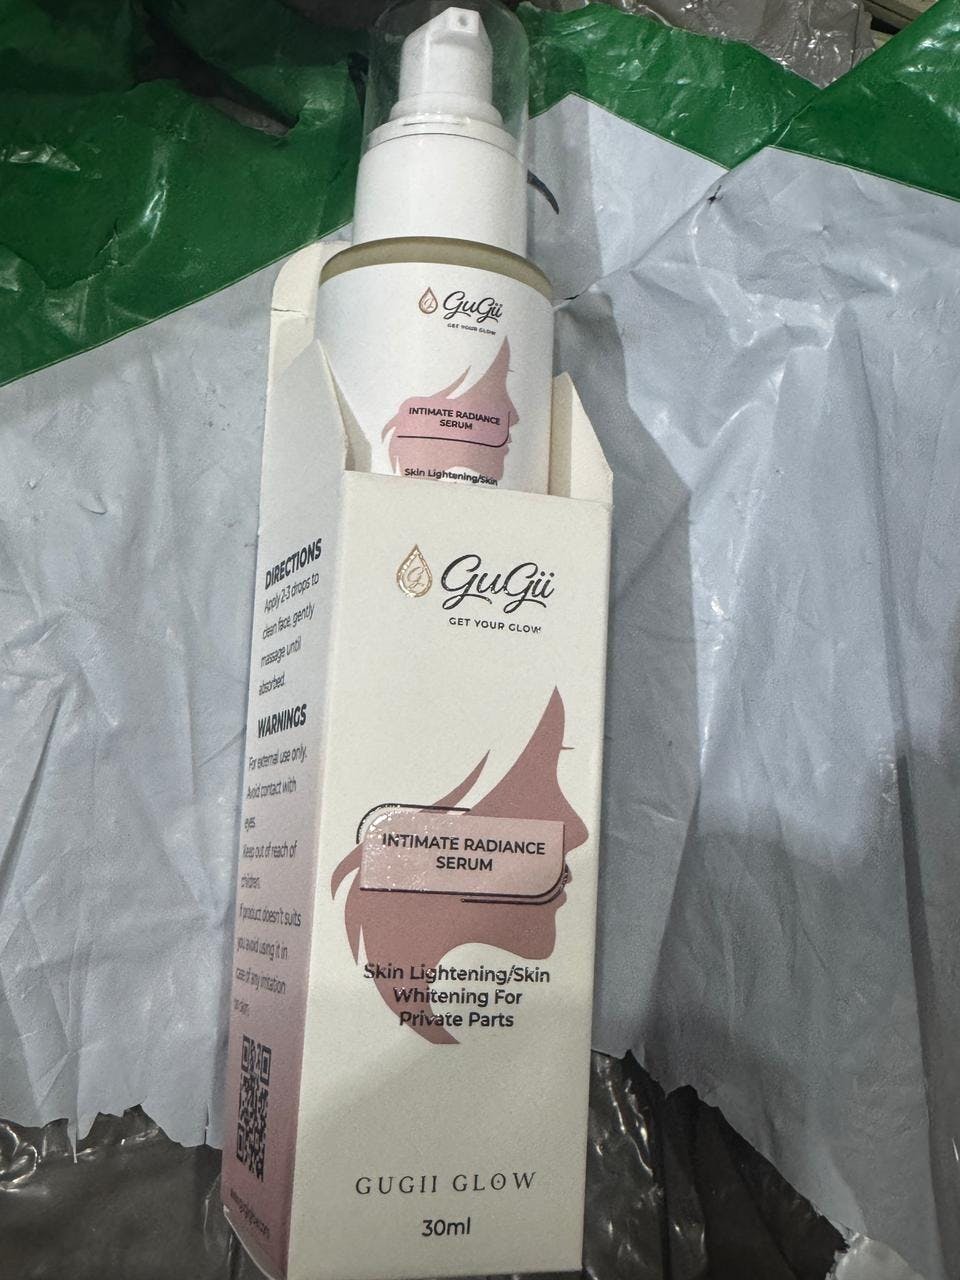 GuGii
GET YOUR GLOW
INTIMATE RADIANCE
SERUM
Skin Lightening/Skin
DIRECTIONS
Apply 2-3 drops to
clean face, gently
massage until
absorbed.
WARNINGS
For external use only.
Avoid contact with
eyes.
Keep out of reach of
children.
If product doesn't suits
you avoid using it in
case of any irritation
GuGii
GET YOUR GLOW
INTIMATE RADIANCE
SERUM
Skin Lightening/Skin
Whitening For
Private Parts
GUGII GLOW
30ml